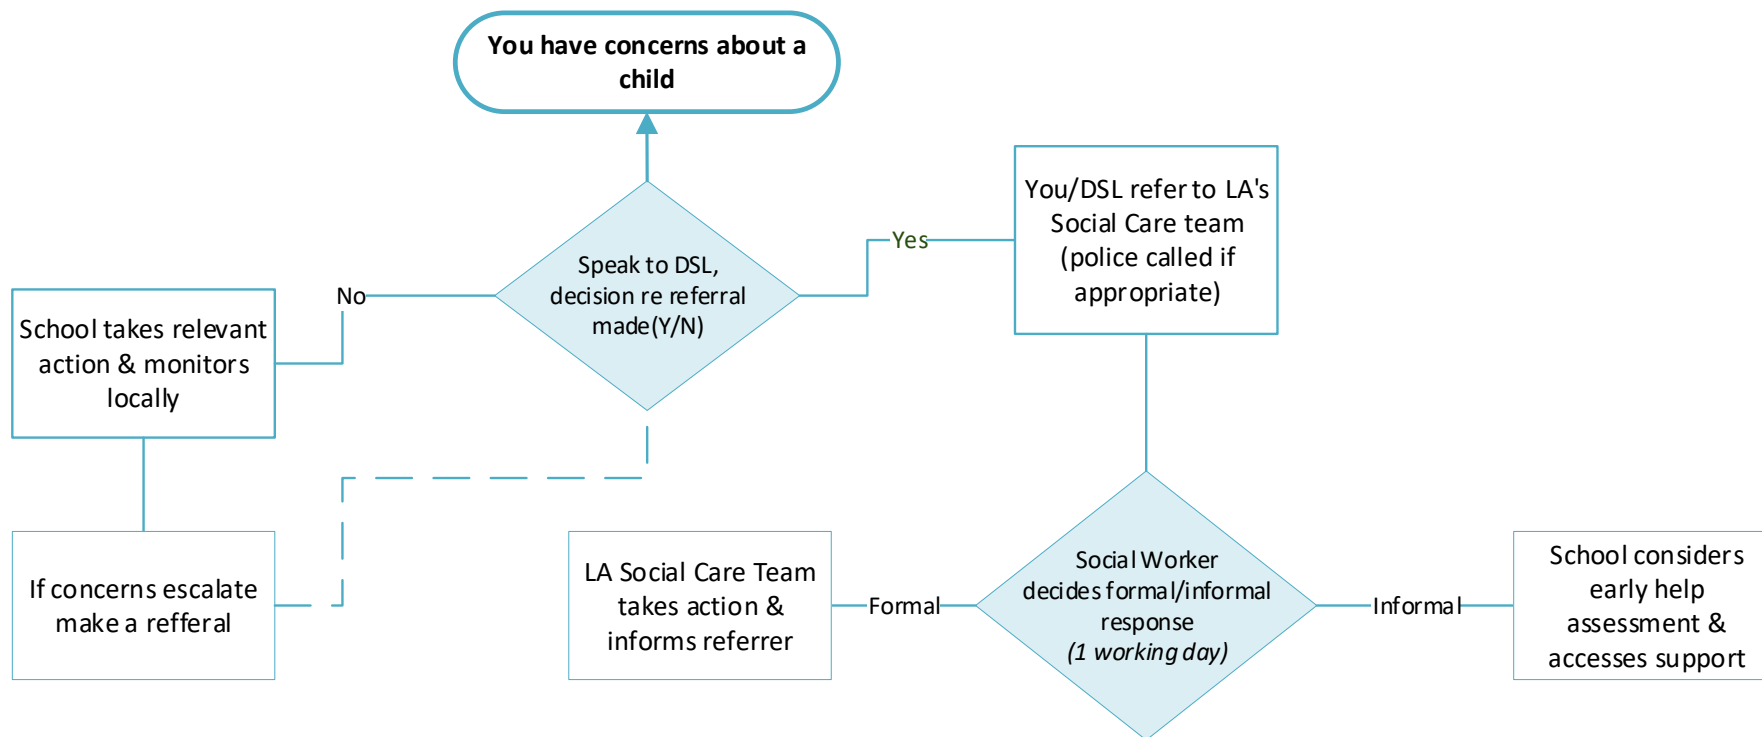 You have concerns about a
child
Speak to DSL,
decision re referral
made(Y/N)
No
Yes
School takes relevant
action & monitors
locally
If concerns escalate
make a refferal
You/DSL refer to LA's
Social Care team
(police called if
appropriate)
Social Worker
decides formal/informal
response
(1 working day)
Formal
Informal
LA Social Care Team
takes action &
informs referrer
School considers
early help
assessment &
accesses support